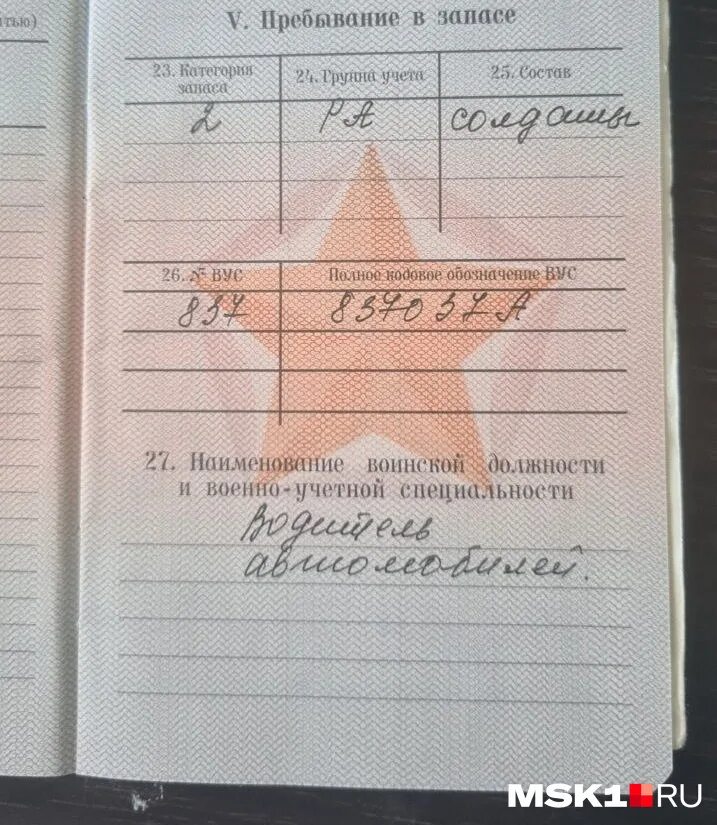 тью)
V. Пребывание в запасе
23. Категория запаса
24. Группа учета
25. Состав
2 РА солдаты
26. № ВУС Полное кодовое обозначение ВУС
837 837037А
27. Наименование воинской должности
и военно-учетной специальности
Водитель
автомобилей.
MSK1.RU